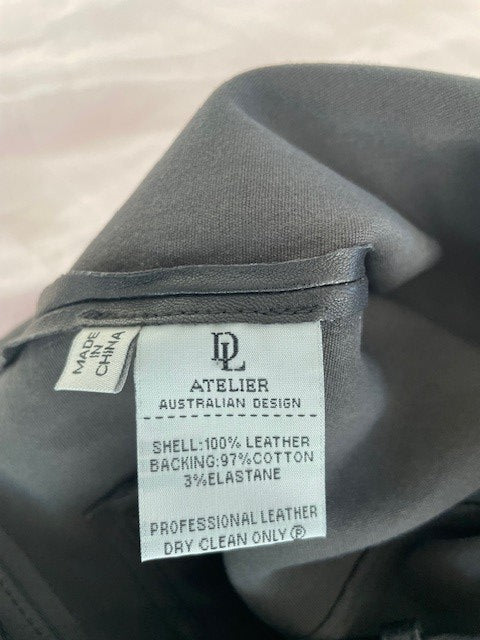 MADE
IN
CHINA
DL
ATELIER
AUSTRALIAN DESIGN
SHELL:100% LEATHER
BACKING:97%COTTON
3%ELASTANE
PROFESSIONAL LEATHER
DRY CLEAN ONLY Ⓟ